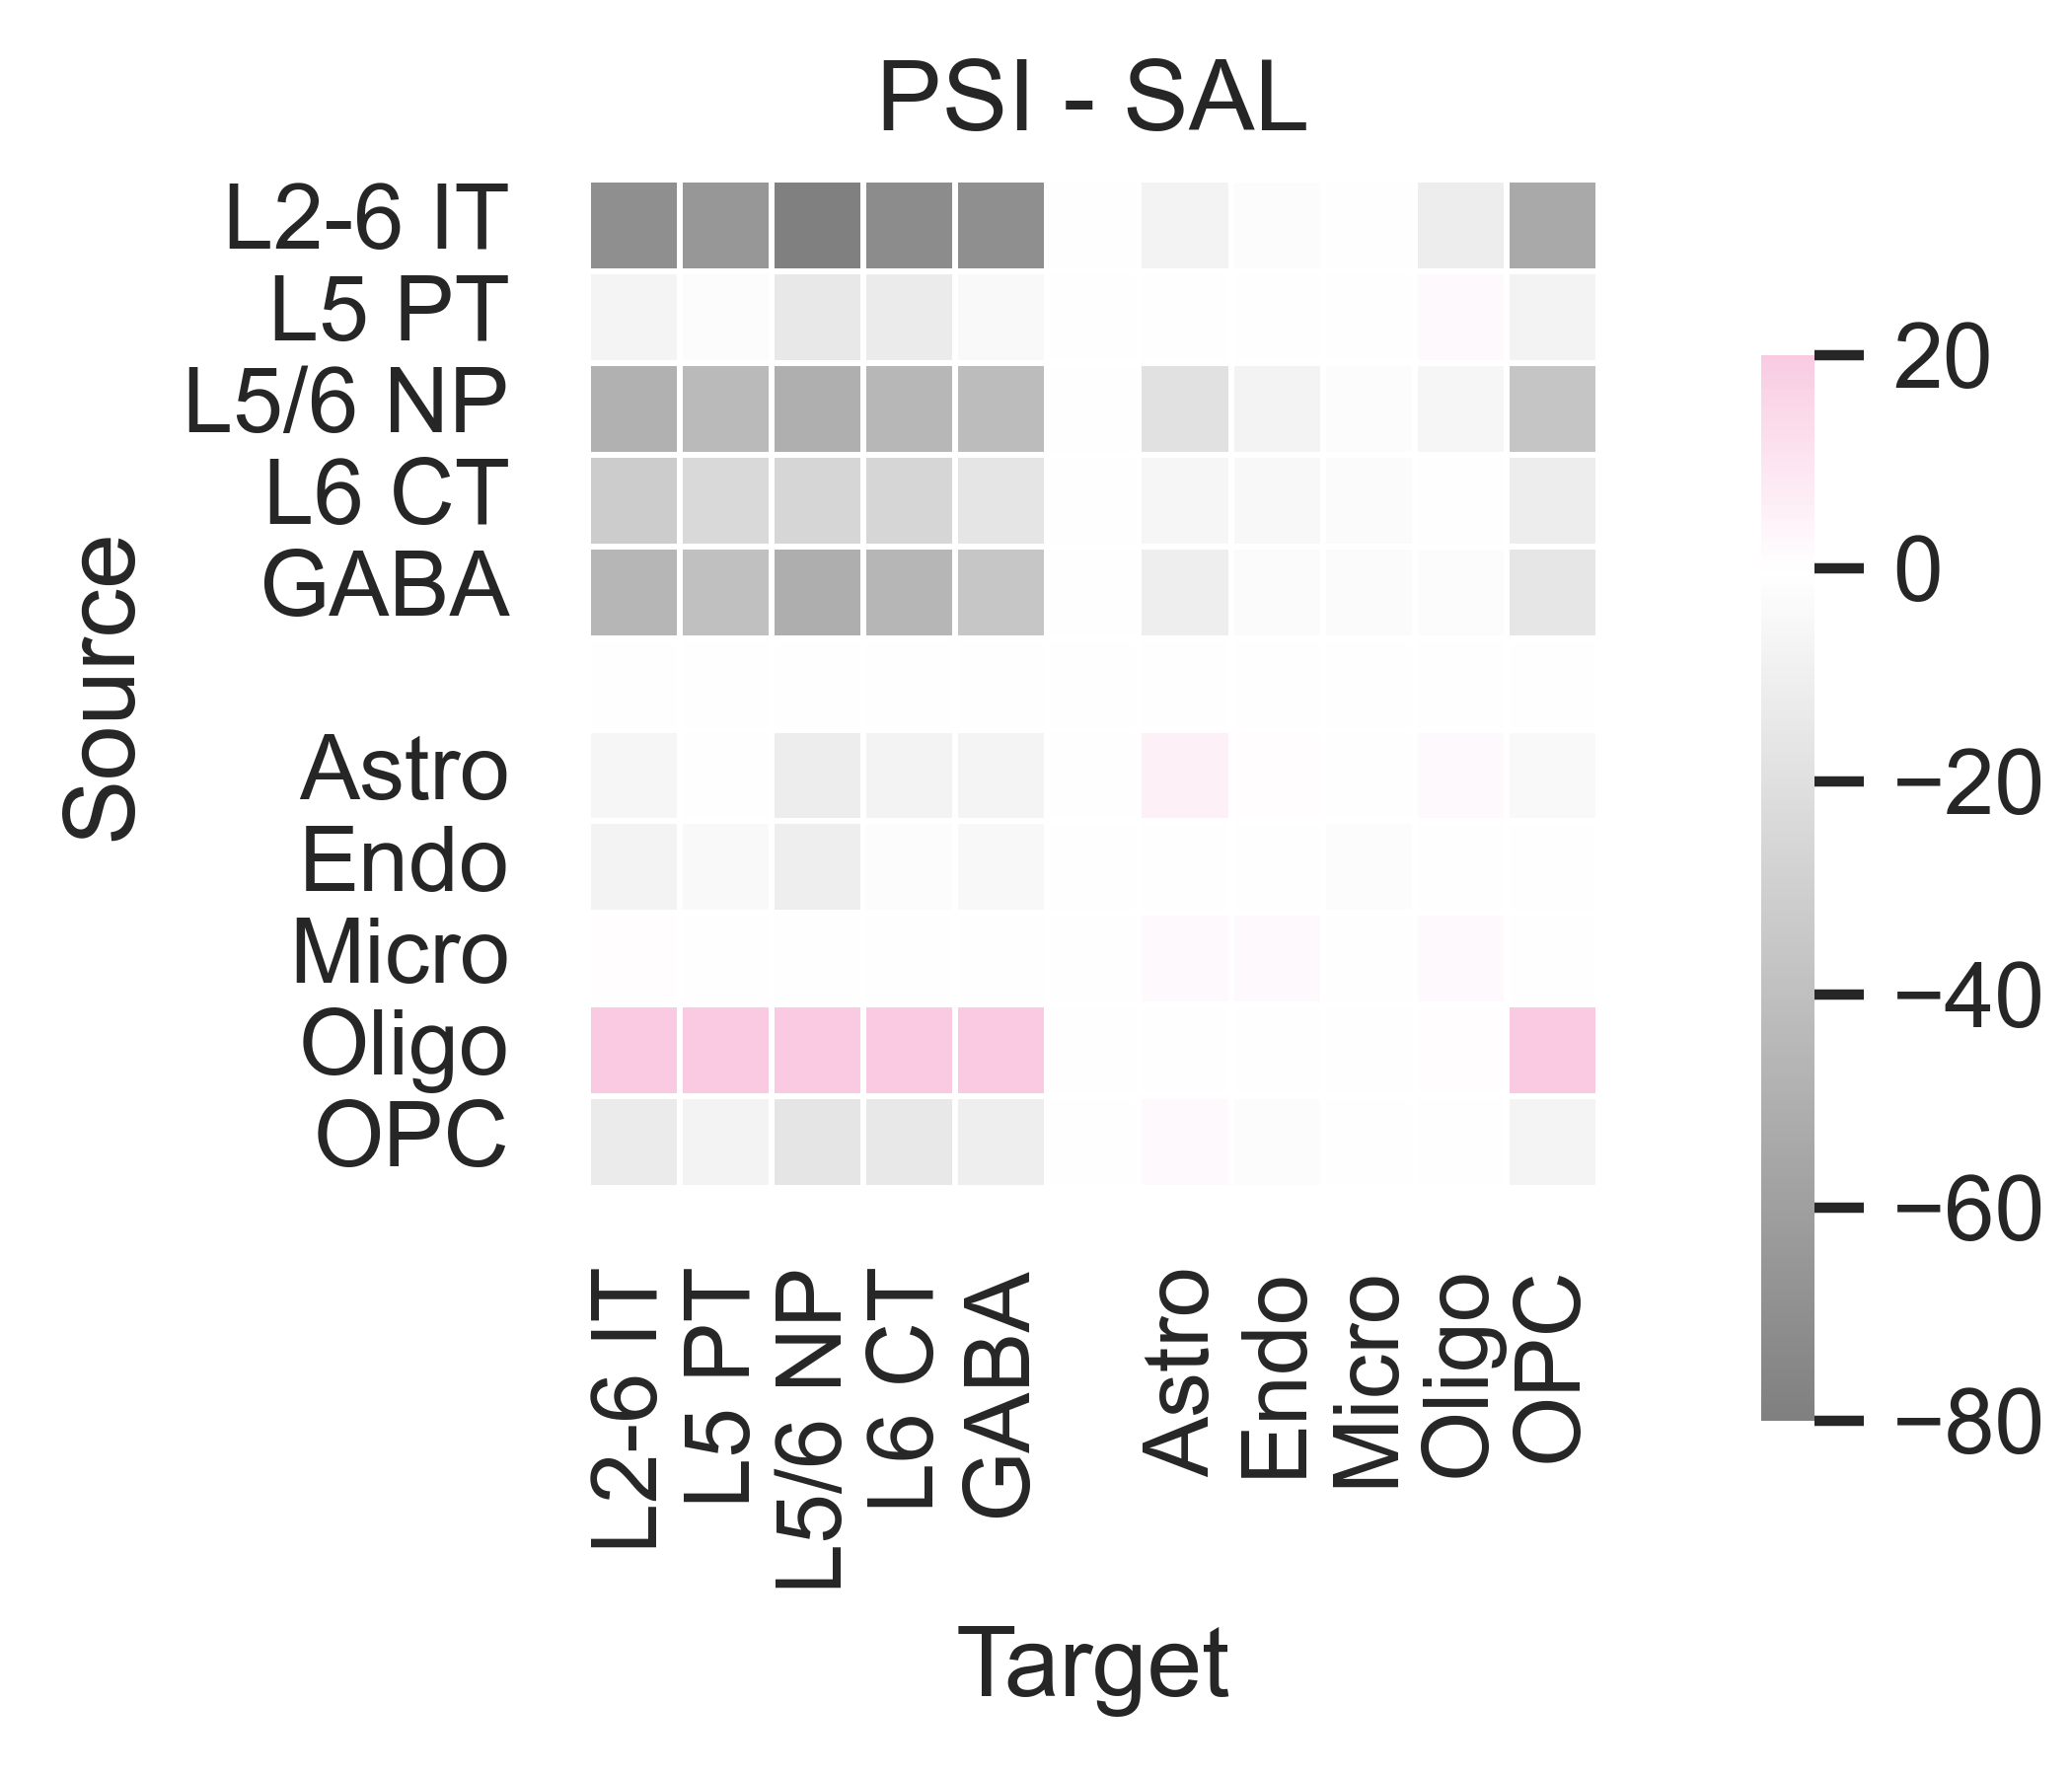 PSI - SAL
Source
L2-6 IT
L5 PT
L5/6 NP
L6 CT
GABA
Astro
Endo
Micro
Oligo
OPC
L2-6 IT
L5 PT
L5/6 NP
L6 CT
GABA
Astro
Endo
Micro
Oligo
OPC
Target
20
0
−20
−40
−60
−80